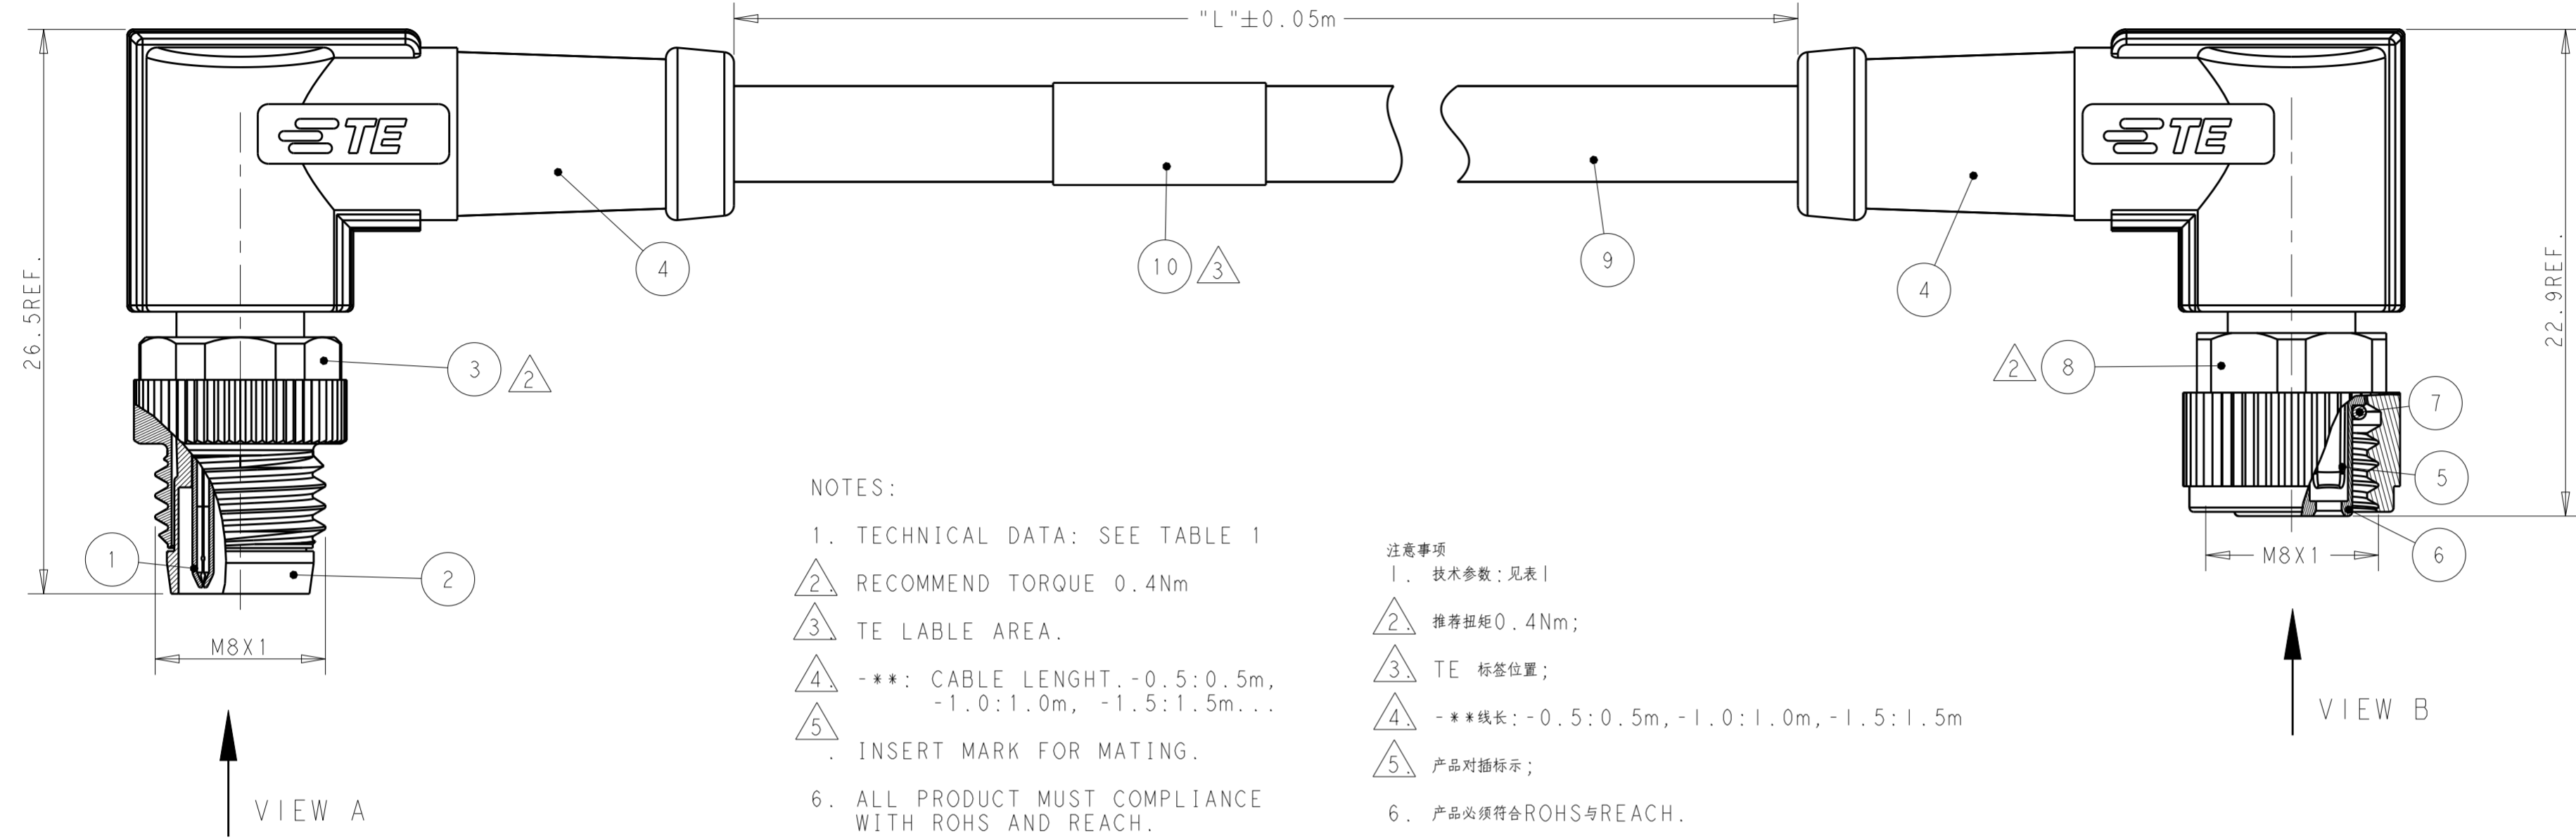 "L"±0.05m
TE
TE
26.5REF.
22.9REF.
4
10
3
9
4
3
2
2
8
7
5
6
1
2
M8X1
M8X1
VIEW A
VIEW B
NOTES:
1. TECHNICAL DATA: SEE TABLE 1
2. RECOMMEND TORQUE 0.4Nm
3. TE LABLE AREA.
4. -**: CABLE LENGHT.-0.5:0.5m,
-1.0:1.0m, -1.5:1.5m...
5
. INSERT MARK FOR MATING.
6. ALL PRODUCT MUST COMPLIANCE
WITH ROHS AND REACH.
注意事项
1. 技术参数:见表1
2. 推荐扭矩0.4Nm;
3. TE 标签位置;
4. -**线长:-0.5:0.5m,-1.0:1.0m,-1.5:1.5m
5. 产品对插标示;
6. 产品必须符合ROHS与REACH.